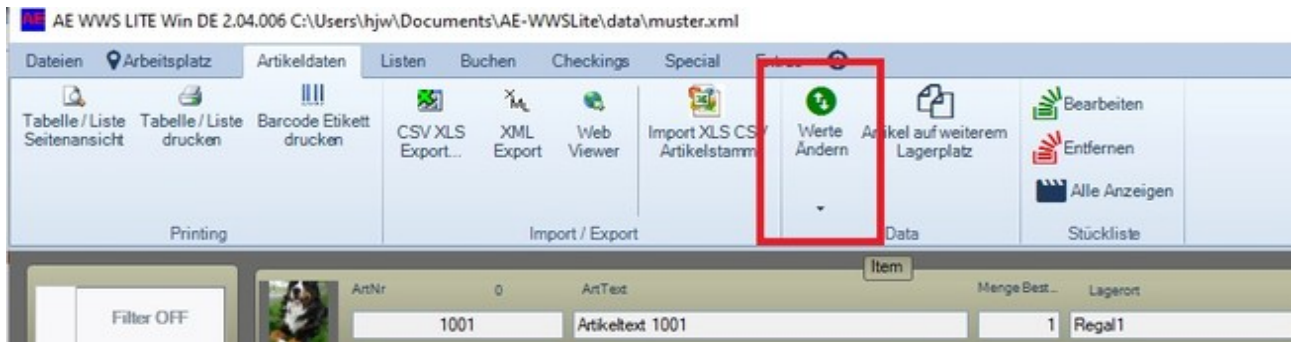 AE AE WWS LITE Win DE 2.04.006 C:\Users\hjw\Documents\AE-WWSLite\data\muster.xml
Dateien Arbeitsplatz Artikeldaten Listen Buchen Checkings Special
Tabelle / Liste Seitenansicht
Tabelle / Liste drucken
Barcode Etikett drucken
CSV XLS Export...
XML Export
Web Viewer
Import XLS CSV Artikelstamm
Werte Ändern
Artikel auf weiterem Lagerplatz
Bearbeiten
Entfernen
Alle Anzeigen
Printing
Import / Export
Data
Stückliste
Item
Filter OFF
ArtNr 0 ArtText Menge Best... Lagerort
1001 Artikeltext 1001 1 Regal1